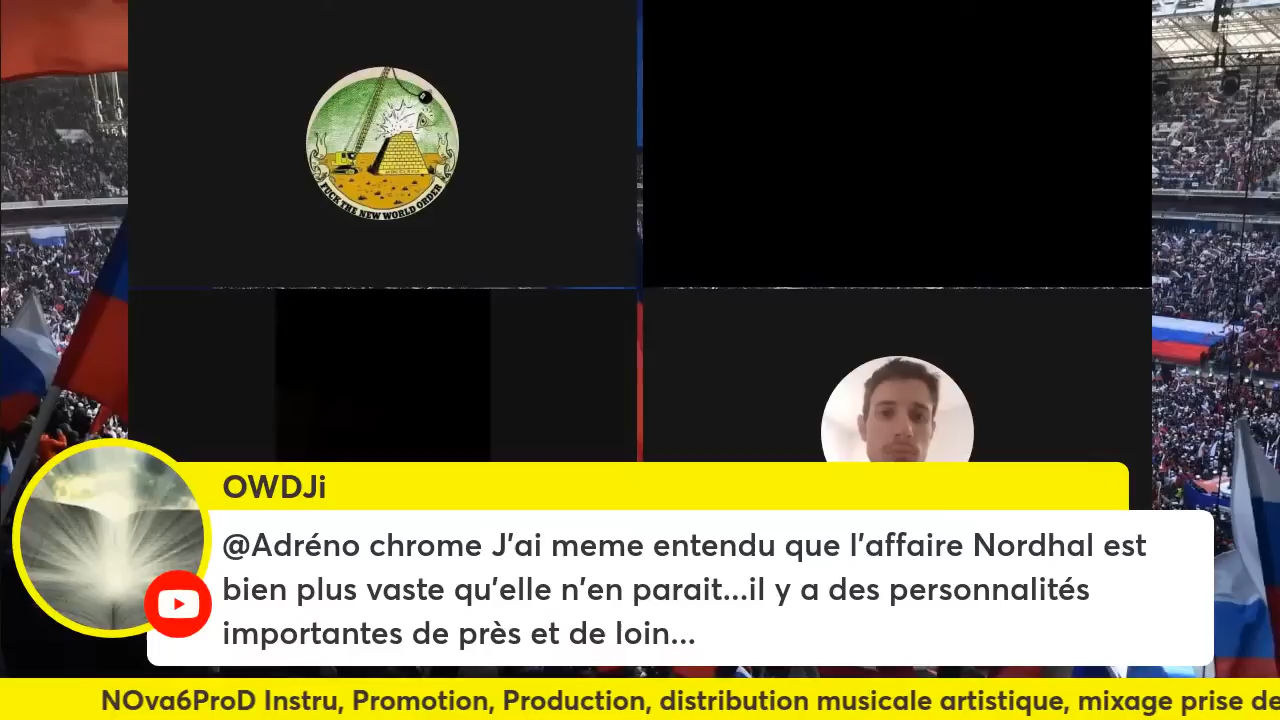 FUCK THE NEW WORLD ORDER
OWDJi
@Adréno chrome J'ai meme entendu que l'affaire Nordhal est
bien plus vaste qu'elle n'en parait...il y a des personnalités
importantes de près et de loin...
NOva6ProD Instru, Promotion, Production, distribution musicale artistique, mixage prise de